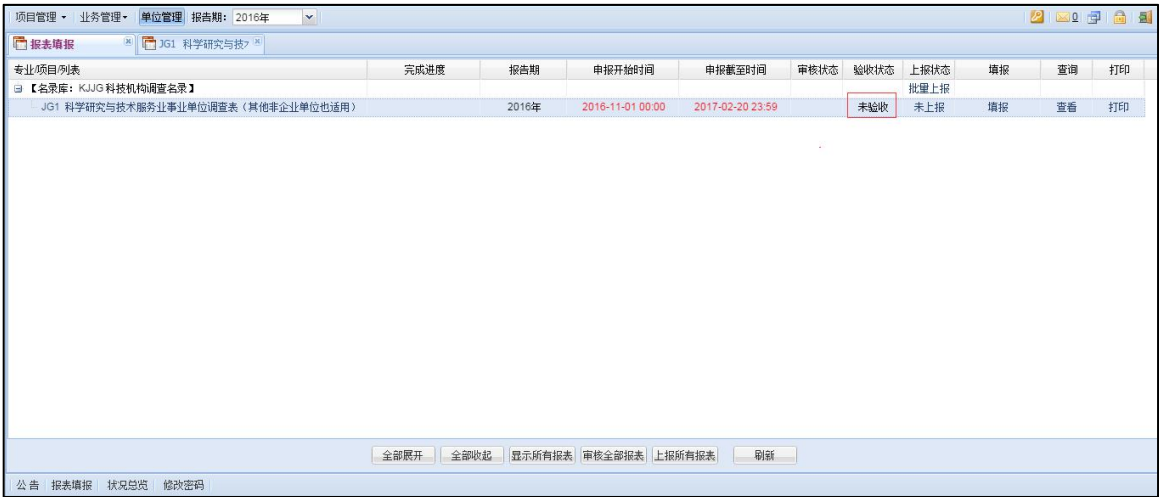 项目管理 业务管理 单位管理 报告期: 2016年 0
报表填报 JG1 科学研究与技
专业/项目/列表 完成进度 报告期 申报开始时间 申报截至时间 审核状态 验收状态 上报状态 填报 查询 打印
【名录库: KJJG 科技机构调查名录】 批量上报
JG1 科学研究与技术服务业事业单位调查表(其他非企业单位也适用) 2016年 2016-11-01 00:00 2017-02-20 23:59 未验收 未上报 填报 查看 打印
全部展开 全部收起 显示所有报表 审核全部报表 上报所有报表 刷新
公告 报表填报 状况总览 修改密码